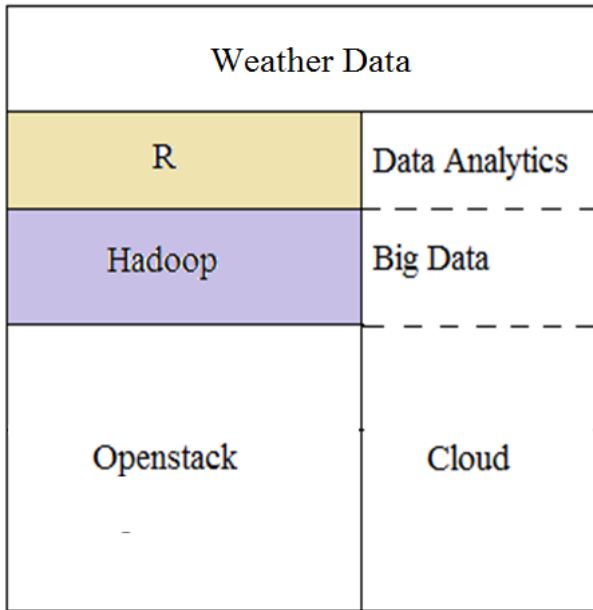 Weather Data
R
Data Analytics
Hadoop
Big Data
Openstack
Cloud